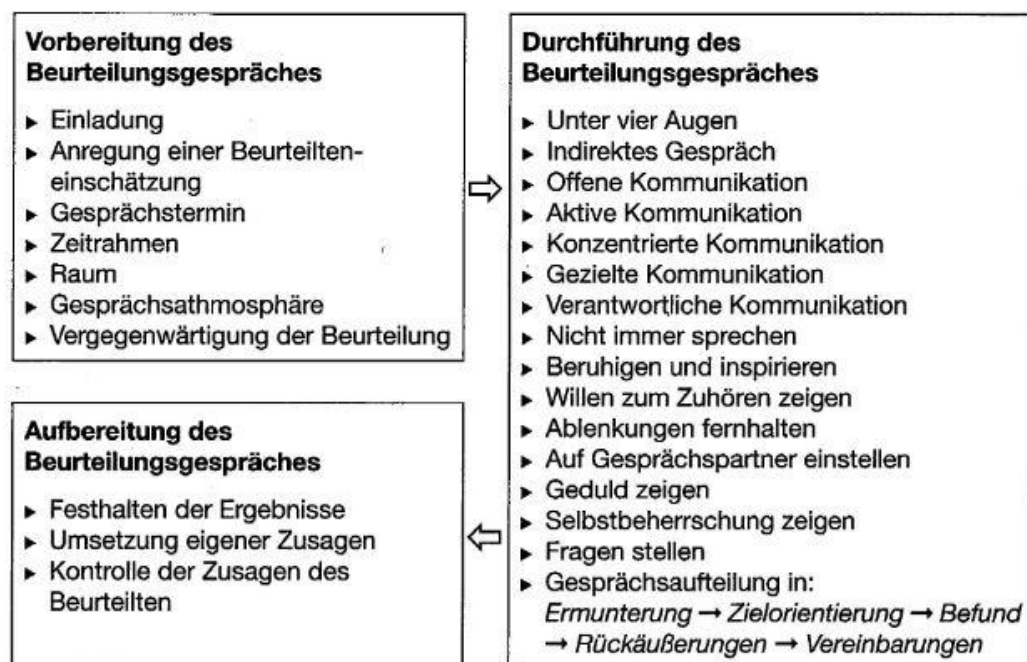 Vorbereitung des
Beurteilungsgespräches
► Einladung
► Anregung einer Beurteilten-
einschätzung
► Gesprächstermin
► Zeitrahmen
► Raum
► Gesprächsathmosphäre
► Vergegenwärtigung der Beurteilung
Durchführung des
Beurteilungsgespräches
► Unter vier Augen
► Indirektes Gespräch
► Offene Kommunikation
► Aktive Kommunikation
► Konzentrierte Kommunikation
► Gezielte Kommunikation
► Verantwortliche Kommunikation
► Nicht immer sprechen
► Beruhigen und inspirieren
► Willen zum Zuhören zeigen
► Ablenkungen fernhalten
► Auf Gesprächspartner einstellen
► Geduld zeigen
► Selbstbeherrschung zeigen
► Fragen stellen
► Gesprächsaufteilung in:
Ermunterung → Zielorientierung → Befund
→ Rückäußerungen → Vereinbarungen
Aufbereitung des
Beurteilungsgespräches
► Festhalten der Ergebnisse
► Umsetzung eigener Zusagen
► Kontrolle der Zusagen des
Beurteilten